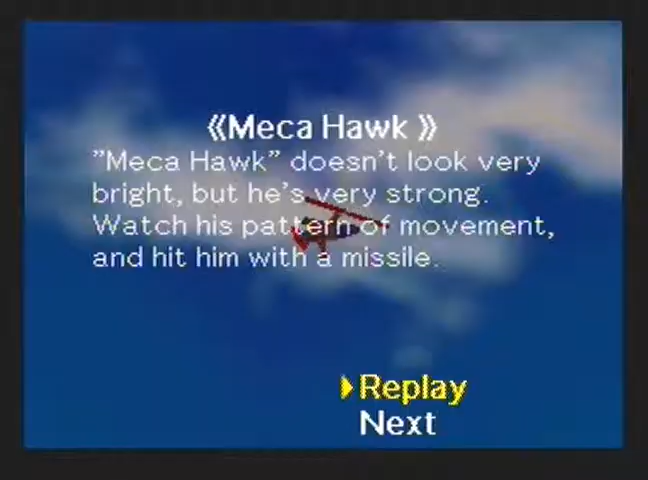 《Meca Hawk》
"Meca Hawk" doesn't look very
bright, but he's very strong.
Watch his pattern of movement,
and hit him with a missile.
Replay
Next